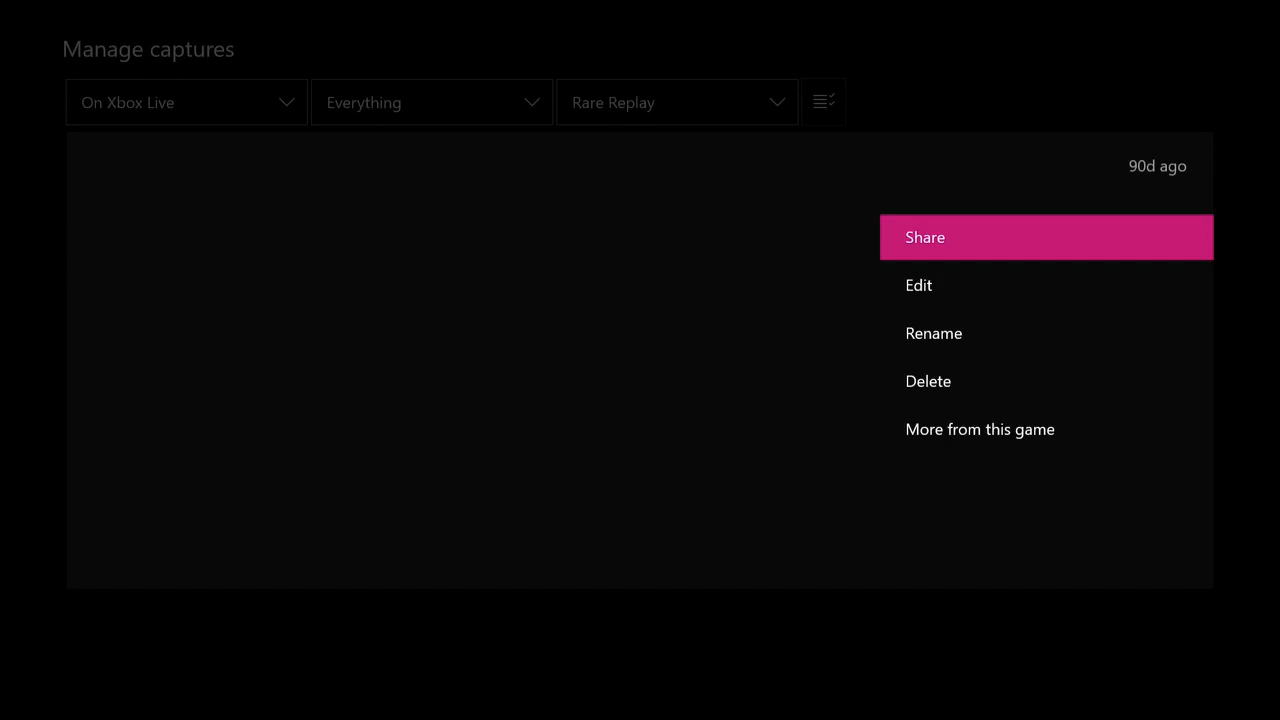 Manage captures
On Xbox Live
Everything
Rare Replay
90d ago
Share
Edit
Rename
Delete
More from this game